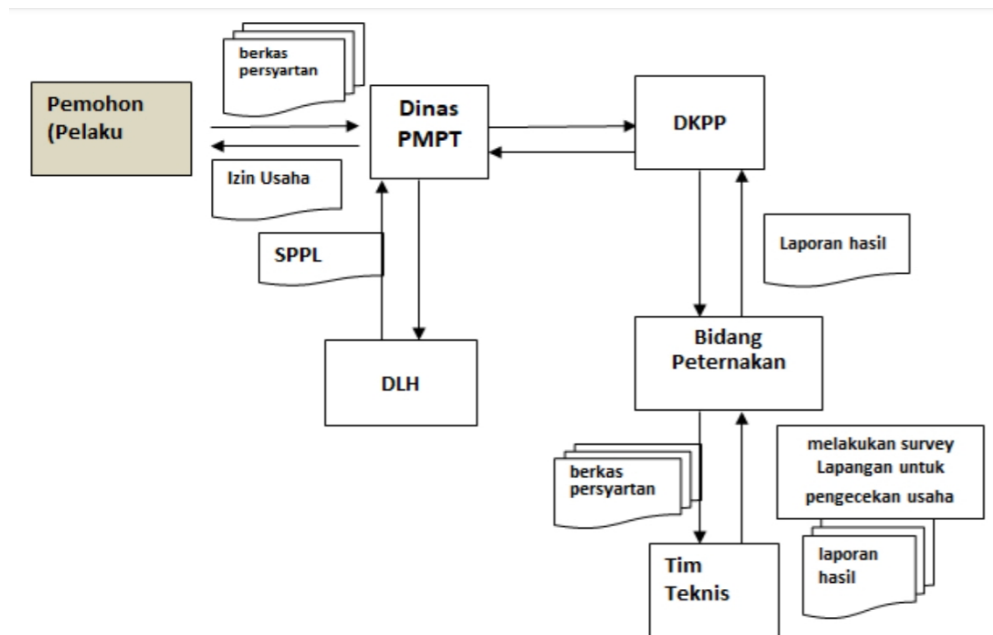 berkas
persyartan
Pemohon
(Pelaku
Dinas
PMPT
DKPP
Izin Usaha
SPPL
Laporan hasil
Bidang
Peternakan
DLH
melakukan survey
Lapangan untuk
pengecekan usaha
berkas
persyartan
Tim
Teknis
laporan
hasil